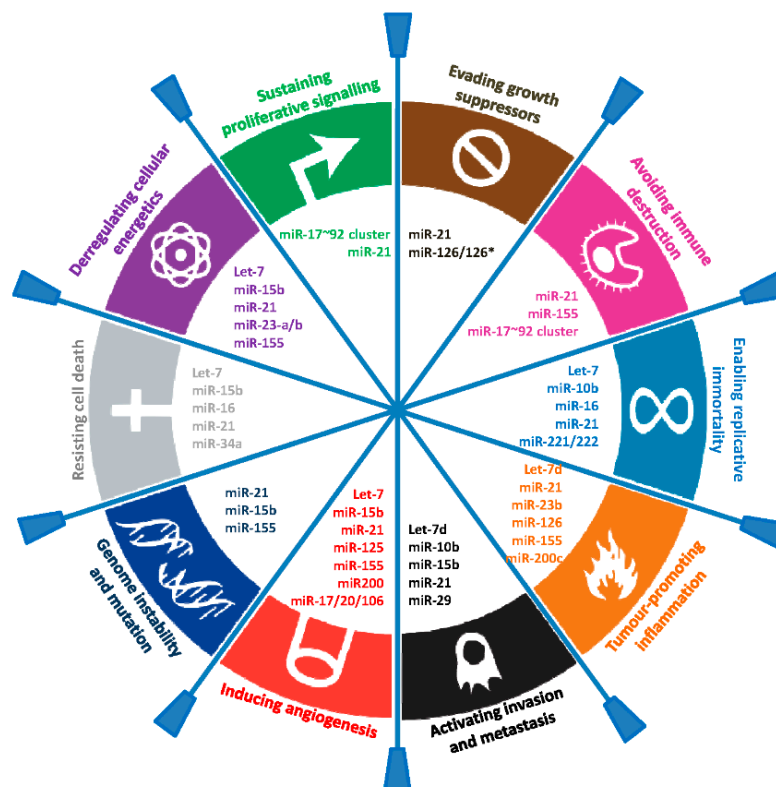 Sustaining
proliferative signalling
miR-17~92 cluster
miR-21
Evading growth
suppressors
miR-21
miR-126/126*
Avoiding immune
destruction
miR-21
miR-155
miR-17~92 cluster
Enabling replicative
immortality
Let-7
miR-10b
miR-16
miR-21
miR-221/222
Tumour-promoting
inflammation
Let-7d
miR-21
miR-23b
miR-126
miR-155
miR-200c
Activating invasion
and metastasis
Let-7d
miR-10b
miR-15b
miR-21
miR-29
Inducing angiogenesis
Let-7
miR-15b
miR-21
miR-125
miR-155
miR200
miR-17/20/106
Genome instability
and mutation
miR-21
miR-15b
miR-155
Resisting cell death
Let-7
miR-15b
miR-16
miR-21
miR-34a
Derregulating cellular
energetics
Let-7
miR-15b
miR-21
miR-23-a/b
miR-155